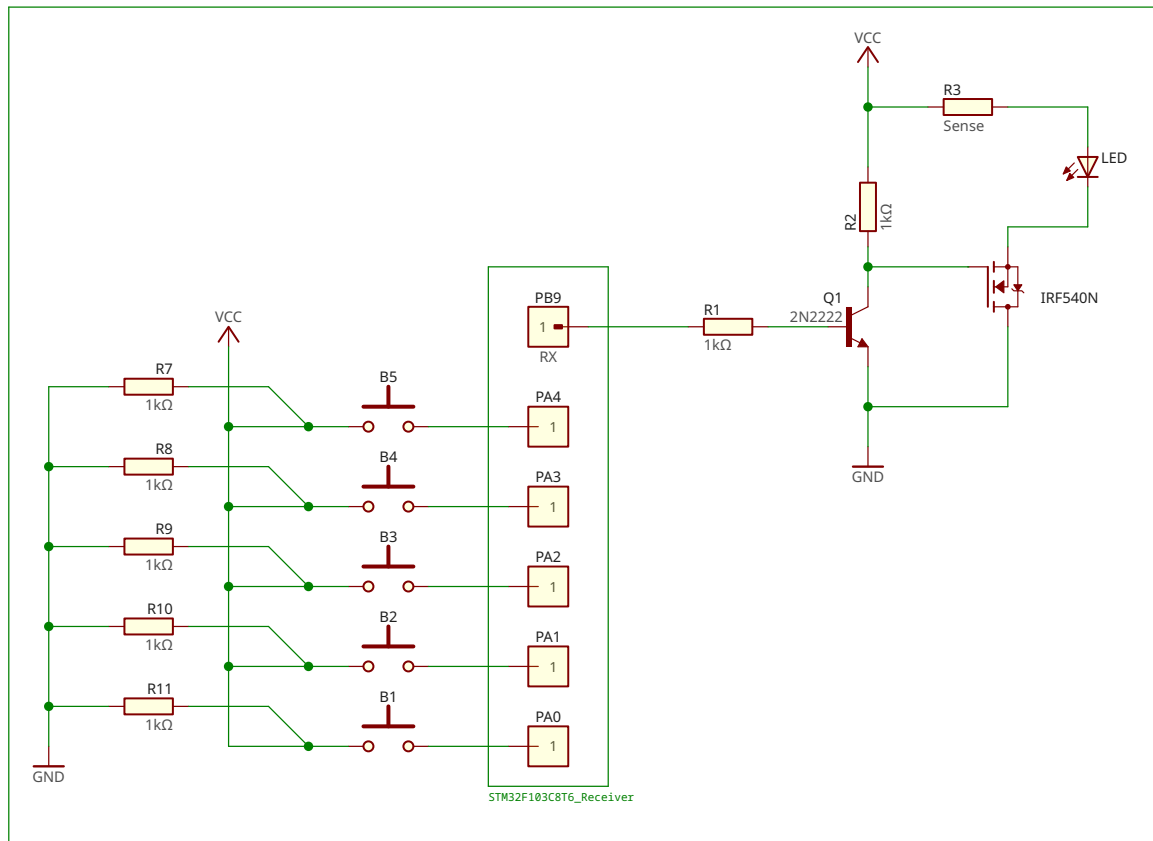 VCC
R3
Sense
LED
R2
1kΩ
IRF540N
Q1
2N2222
R1
1kΩ
PB9
1
RX
VCC
R7
1kΩ
B5
PA4
1
R8
1kΩ
B4
PA3
1
GND
R9
1kΩ
B3
PA2
1
R10
1kΩ
B2
PA1
1
R11
1kΩ
B1
PA0
1
GND
STM32F103C8T6_Receiver